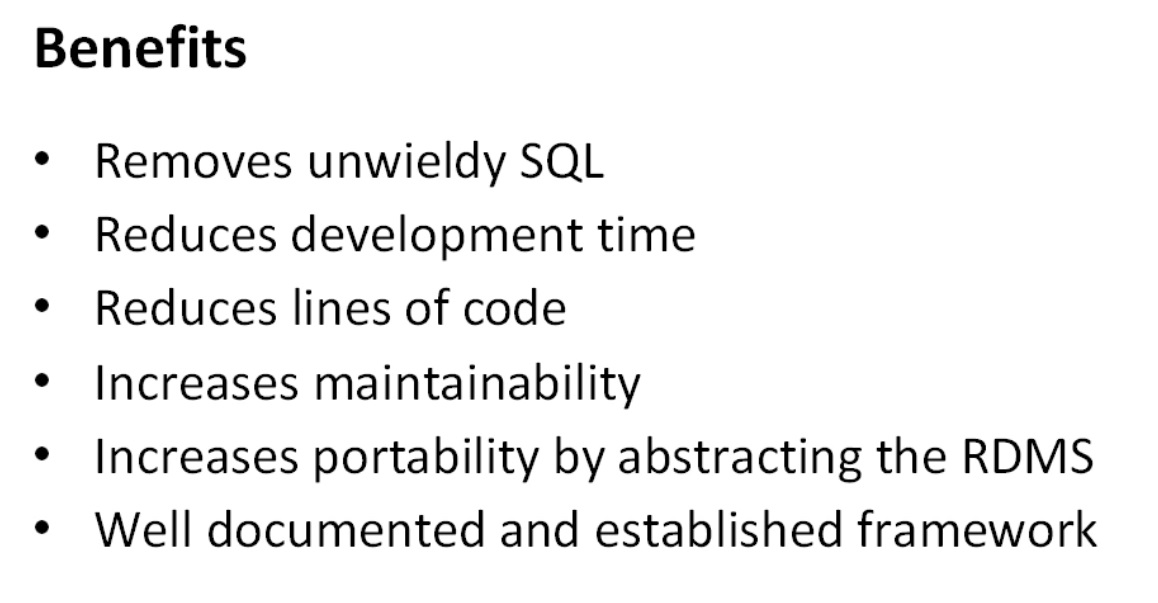 Benefits
• Removes unwieldy SQL
• Reduces development time
• Reduces lines of code
• Increases maintainability
• Increases portability by abstracting the RDMS
• Well documented and established framework